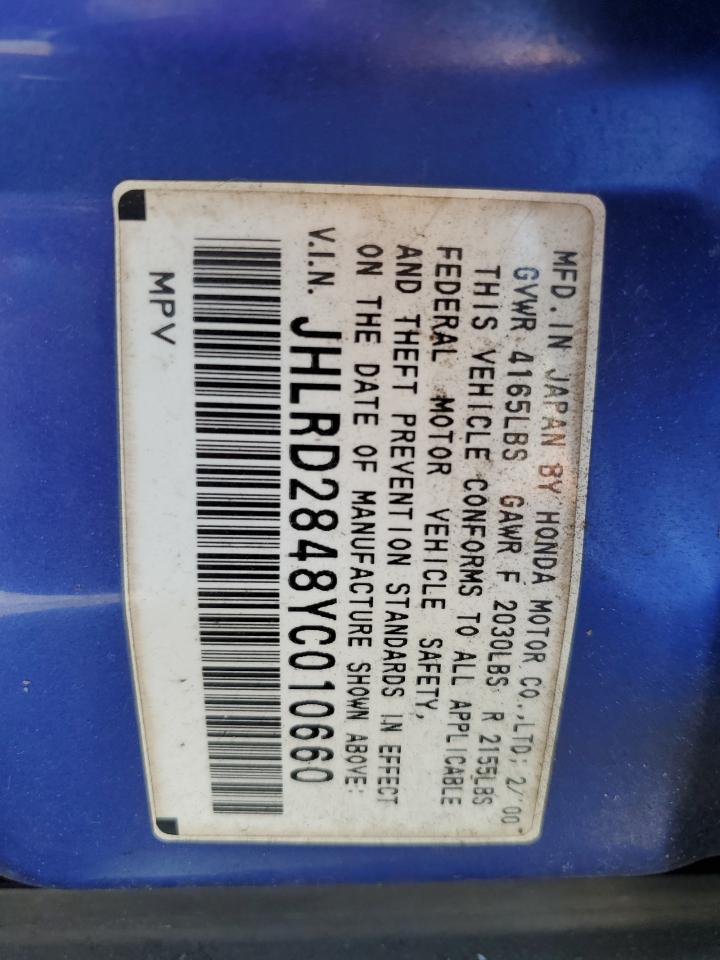 MFD. IN JAPAN BY HONDA MOTOR CO., LTD; 2/'00
GVWR 4165LBS GAWR F 2030LBS R 2155LBS
THIS VEHICLE CONFORMS TO ALL APPLICABLE
FEDERAL MOTOR VEHICLE SAFETY,
AND THEFT PREVENTION STANDARDS IN EFFECT
ON THE DATE OF MANUFACTURE SHOWN ABOVE:
V.I.N. JHLRD2848YC010660
MPV